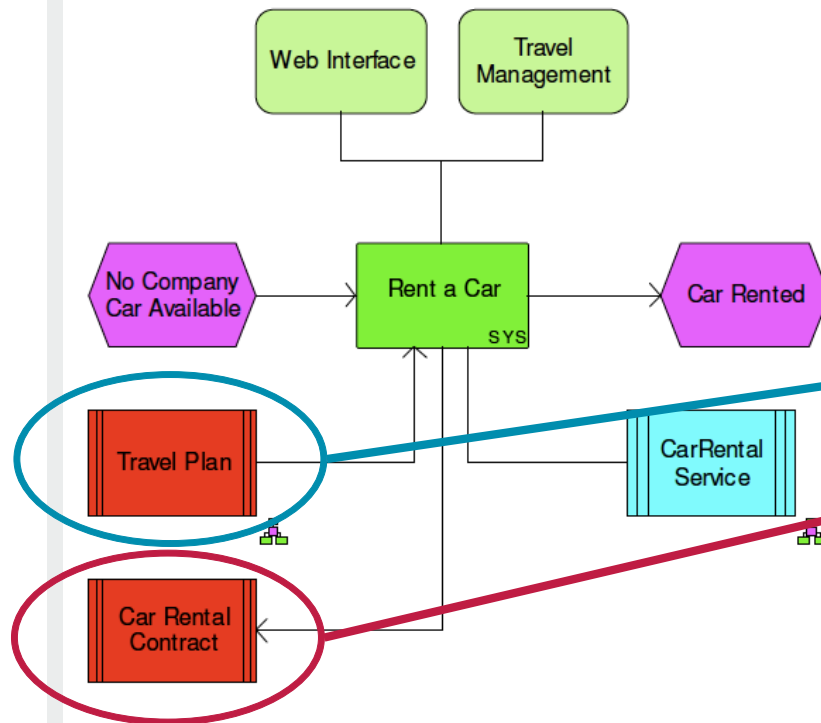 Web Interface
Travel
Management
No Company
Car Available
Rent a Car
SYS
Car Rented
Travel Plan
CarRental
Service
Car Rental
Contract